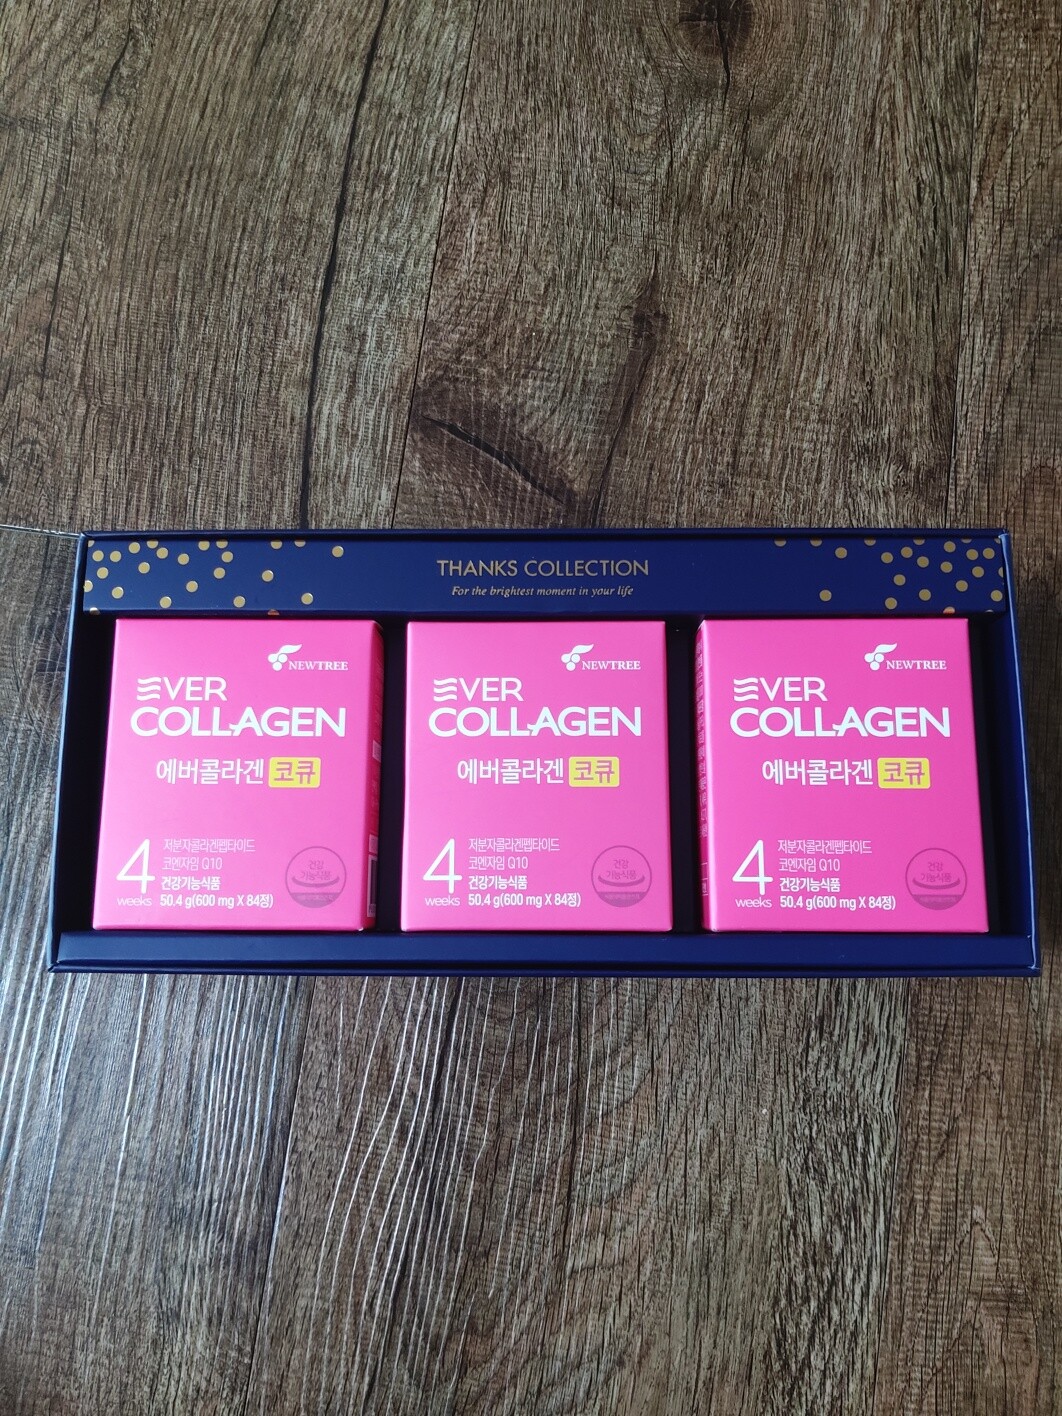 THANKS COLLECTION
For the brightest moment in your life
NEWTREE
EVER
COLLAGEN
에버콜라겐 코큐
4 weeks
저분자콜라겐펩타이드
코엔자임 Q10
건강기능식품
50.4 g(600 mg X 84정)
건강
기능식품
NEWTREE
EVER
COLLAGEN
에버콜라겐 코큐
4 weeks
저분자콜라겐펩타이드
코엔자임 Q10
건강기능식품
50.4 g(600 mg X 84정)
건강
기능식품
NEWTREE
EVER
COLLAGEN
에버콜라겐 코큐
4 weeks
저분자콜라겐펩타이드
코엔자임 Q10
건강기능식품
50.4 g(600 mg X 84정)
건강
기능식품